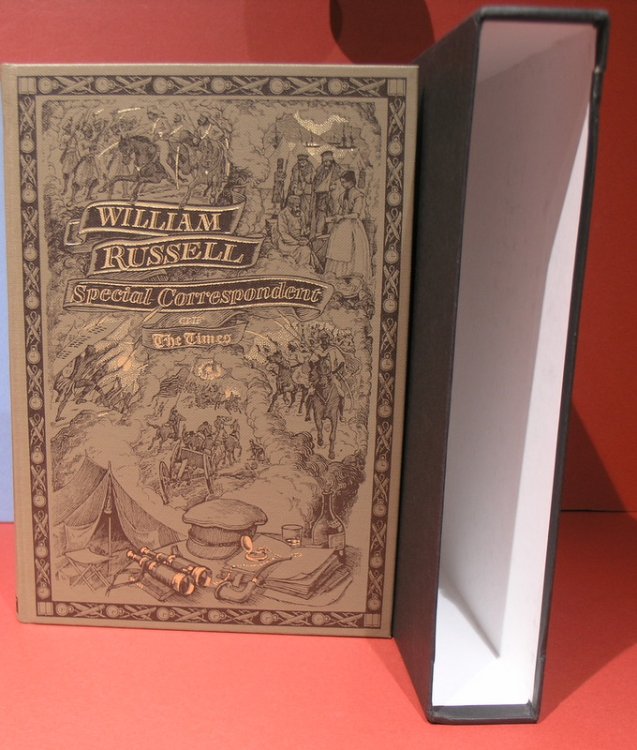 WILLIAM
RUSSELL
Special Correspondent
OF
The Times